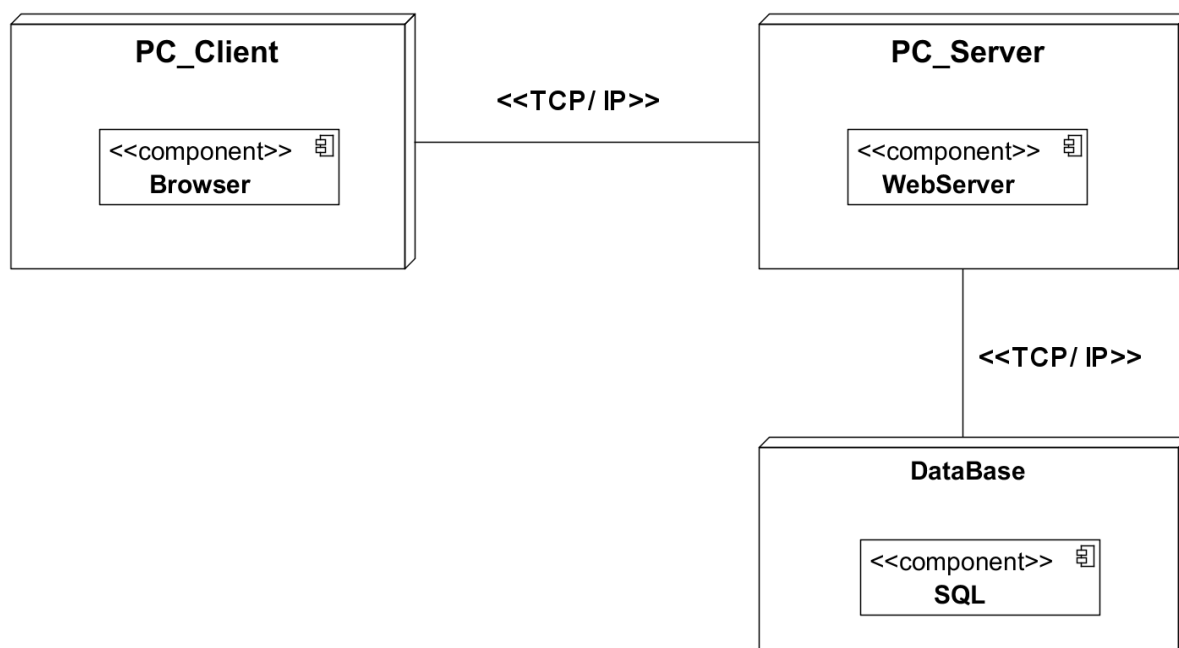 PC_Client
<<component>>
Browser
<<TCP/ IP>>
PC_Server
<<component>>
WebServer
<<TCP/ IP>>
DataBase
<<component>>
SQL